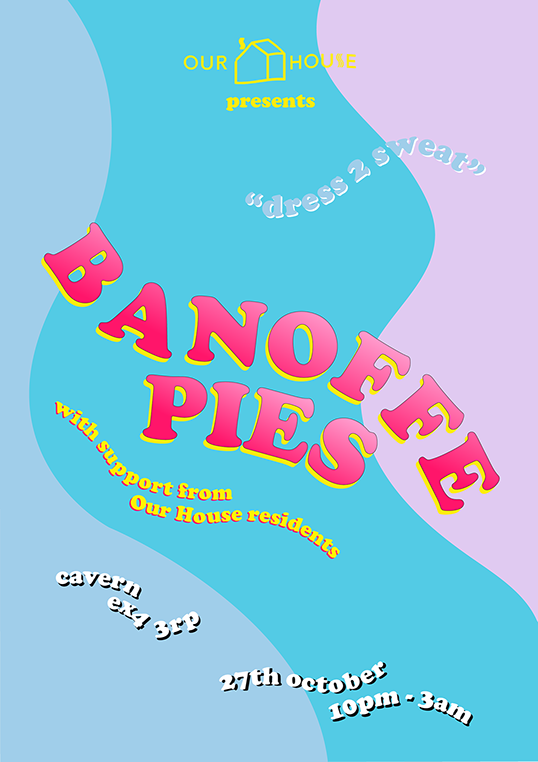 OUR HOUSE
presents
“dress 2 sweat”
BANOFEE
PIES
with support from
Our House residents
cavern
ex4 3rp
27th october
10pm - 3am